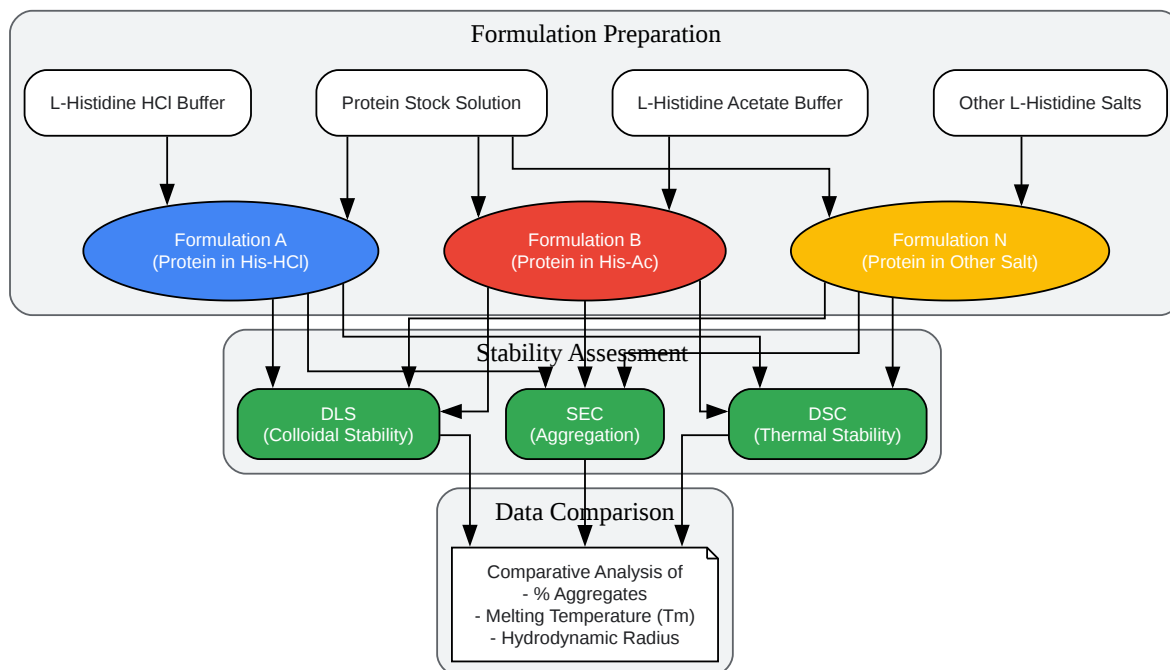 Formulation Preparation
L-Histidine HCl Buffer
Protein Stock Solution
L-Histidine Acetate Buffer
Other L-Histidine Salts
Formulation A
(Protein in His-HCl)
Formulation B
(Protein in His-Ac)
Formulation N
(Protein in Other Salt)
Stability Assessment
DLS
(Colloidal Stability)
SEC
(Aggregation)
DSC
(Thermal Stability)
Data Comparison
Comparative Analysis of
- % Aggregates
- Melting Temperature (Tm)
- Hydrodynamic Radius